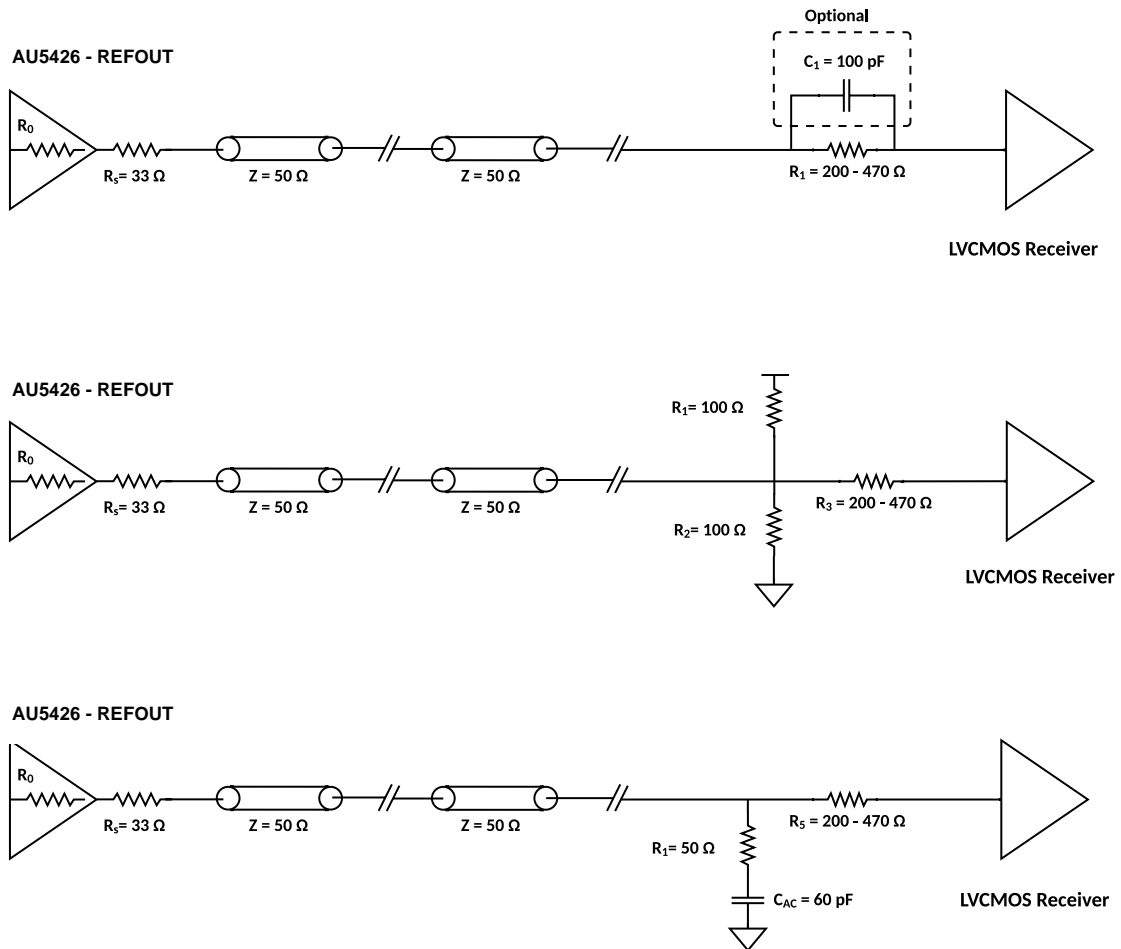 Optional
AU5426 - REFOUT
C₁ = 100 pF
R₀
Rₛ= 33 Ω
Z = 50 Ω
Z = 50 Ω
R₁ = 200 - 470 Ω
LVCMOS Receiver
AU5426 - REFOUT
R₁= 100 Ω
R₀
Rₛ= 33 Ω
Z = 50 Ω
Z = 50 Ω
R₃ = 200 - 470 Ω
R₂= 100 Ω
LVCMOS Receiver
AU5426 - REFOUT
R₀
Rₛ= 33 Ω
Z = 50 Ω
Z = 50 Ω
R₅ = 200 - 470 Ω
R₁= 50 Ω
C_AC = 60 pF
LVCMOS Receiver